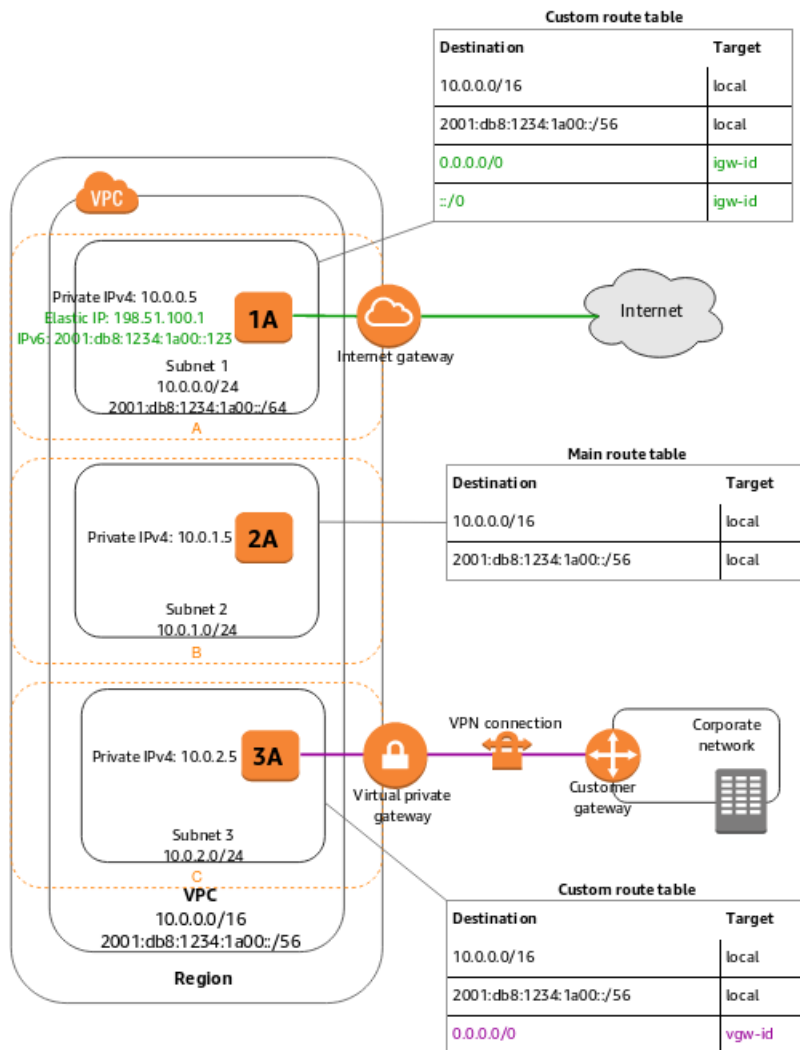 Custom route table
Destination Target
10.0.0.0/16 local
2001:db8:1234:1a00::/56 local
0.0.0.0/0 igw-id
::/0 igw-id
VPC
Private IPv4: 10.0.0.5
Elastic IP: 198.51.100.1
IPv6: 2001:db8:1234:1a00::123
1A
Subnet 1
10.0.0.0/24
2001:db8:1234:1a00::/64
A
Internet gateway
Internet
Main route table
Destination Target
10.0.0.0/16 local
2001:db8:1234:1a00::/56 local
Private IPv4: 10.0.1.5
2A
Subnet 2
10.0.1.0/24
B
Private IPv4: 10.0.2.5
3A
Subnet 3
10.0.2.0/24
C
Virtual private
gateway
VPN connection
Customer
gateway
Corporate
network
VPC
10.0.0.0/16
2001:db8:1234:1a00::/56
Region
Custom route table
Destination Target
10.0.0.0/16 local
2001:db8:1234:1a00::/56 local
0.0.0.0/0 vgw-id